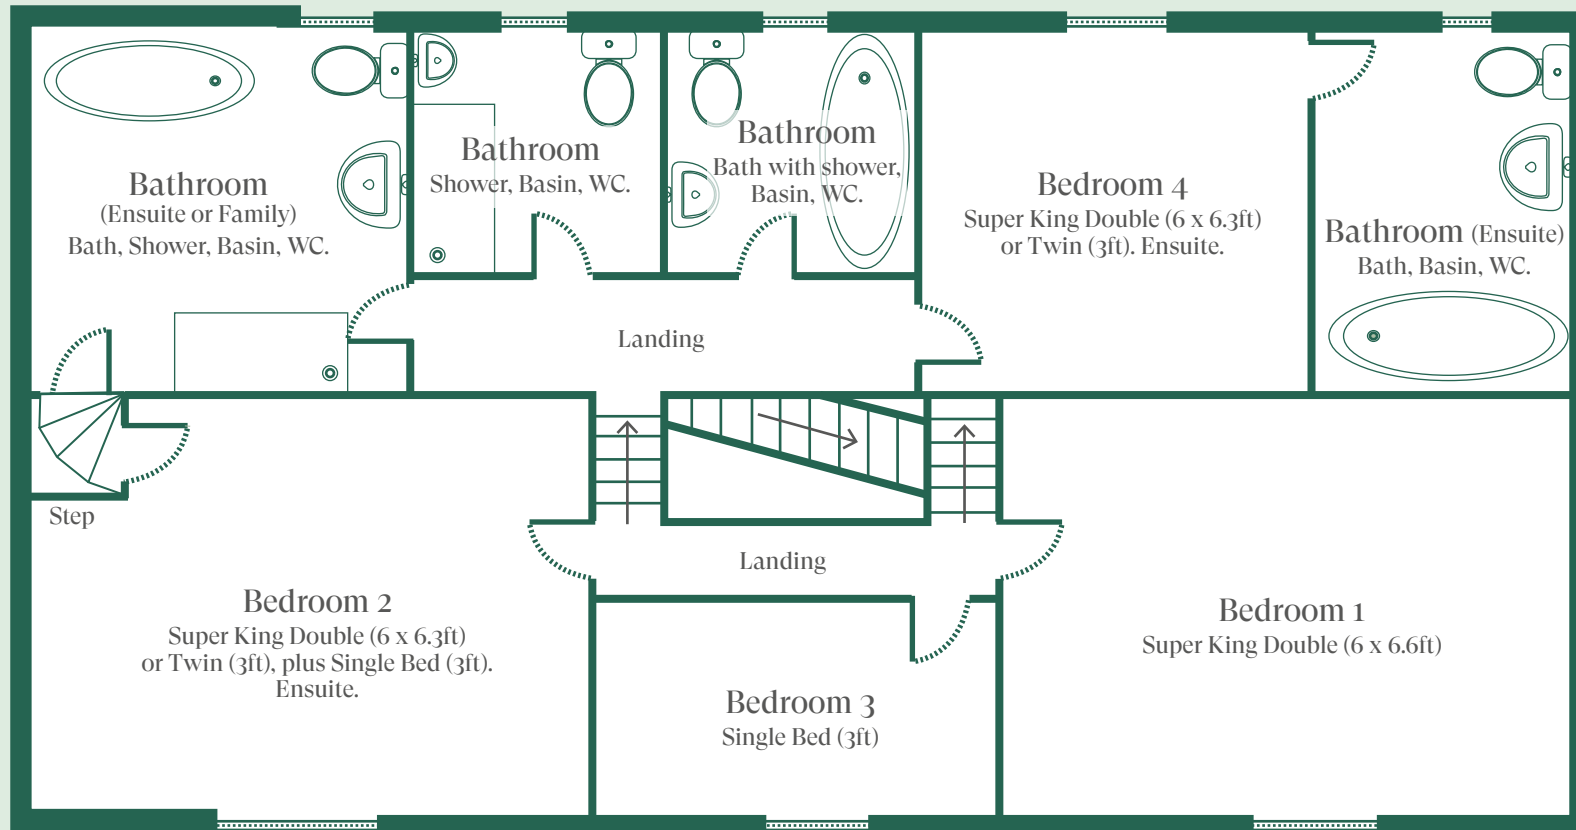 Bathroom
(Ensuite or Family)
Bath, Shower, Basin, WC.
Bathroom
Shower, Basin, WC.
Bathroom
Bath with shower,
Basin, WC.
Bedroom 4
Super King Double (6 x 6.3ft)
or Twin (3ft). Ensuite.
Bathroom (Ensuite)
Bath, Basin, WC.
Landing
Step
Landing
Bedroom 2
Super King Double (6 x 6.3ft)
or Twin (3ft), plus Single Bed (3ft).
Ensuite.
Bedroom 3
Single Bed (3ft)
Bedroom 1
Super King Double (6 x 6.6ft)